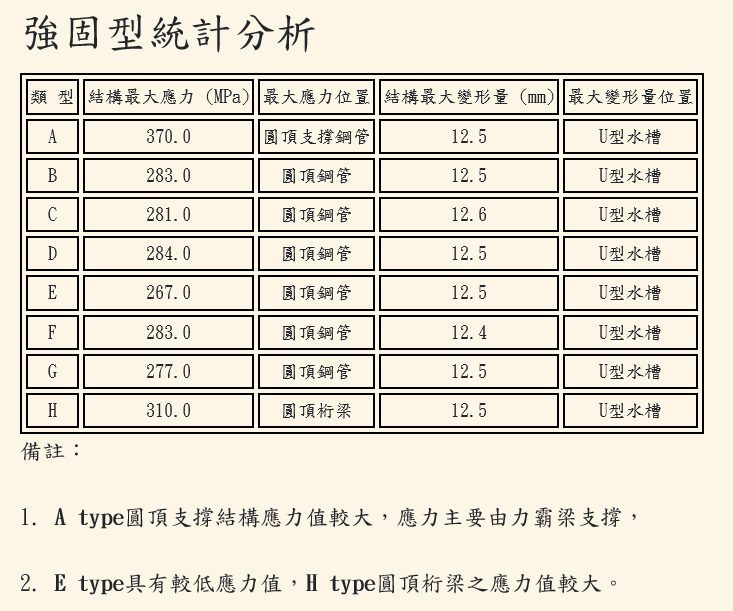 強固型統計分析
類 型 結構最大應力 (MPa) 最大應力位置 結構最大變形量 (mm) 最大變形量位置
A 370.0 圓頂支撐鋼管 12.5 U型水槽
B 283.0 圓頂鋼管 12.5 U型水槽
C 281.0 圓頂鋼管 12.6 U型水槽
D 284.0 圓頂鋼管 12.5 U型水槽
E 267.0 圓頂鋼管 12.5 U型水槽
F 283.0 圓頂鋼管 12.4 U型水槽
G 277.0 圓頂鋼管 12.5 U型水槽
H 310.0 圓頂桁梁 12.5 U型水槽
備註：
1. A type圓頂支撐結構應力值較大，應力主要由力霸梁支撐，
2. E type具有較低應力值，H type圓頂桁梁之應力值較大。